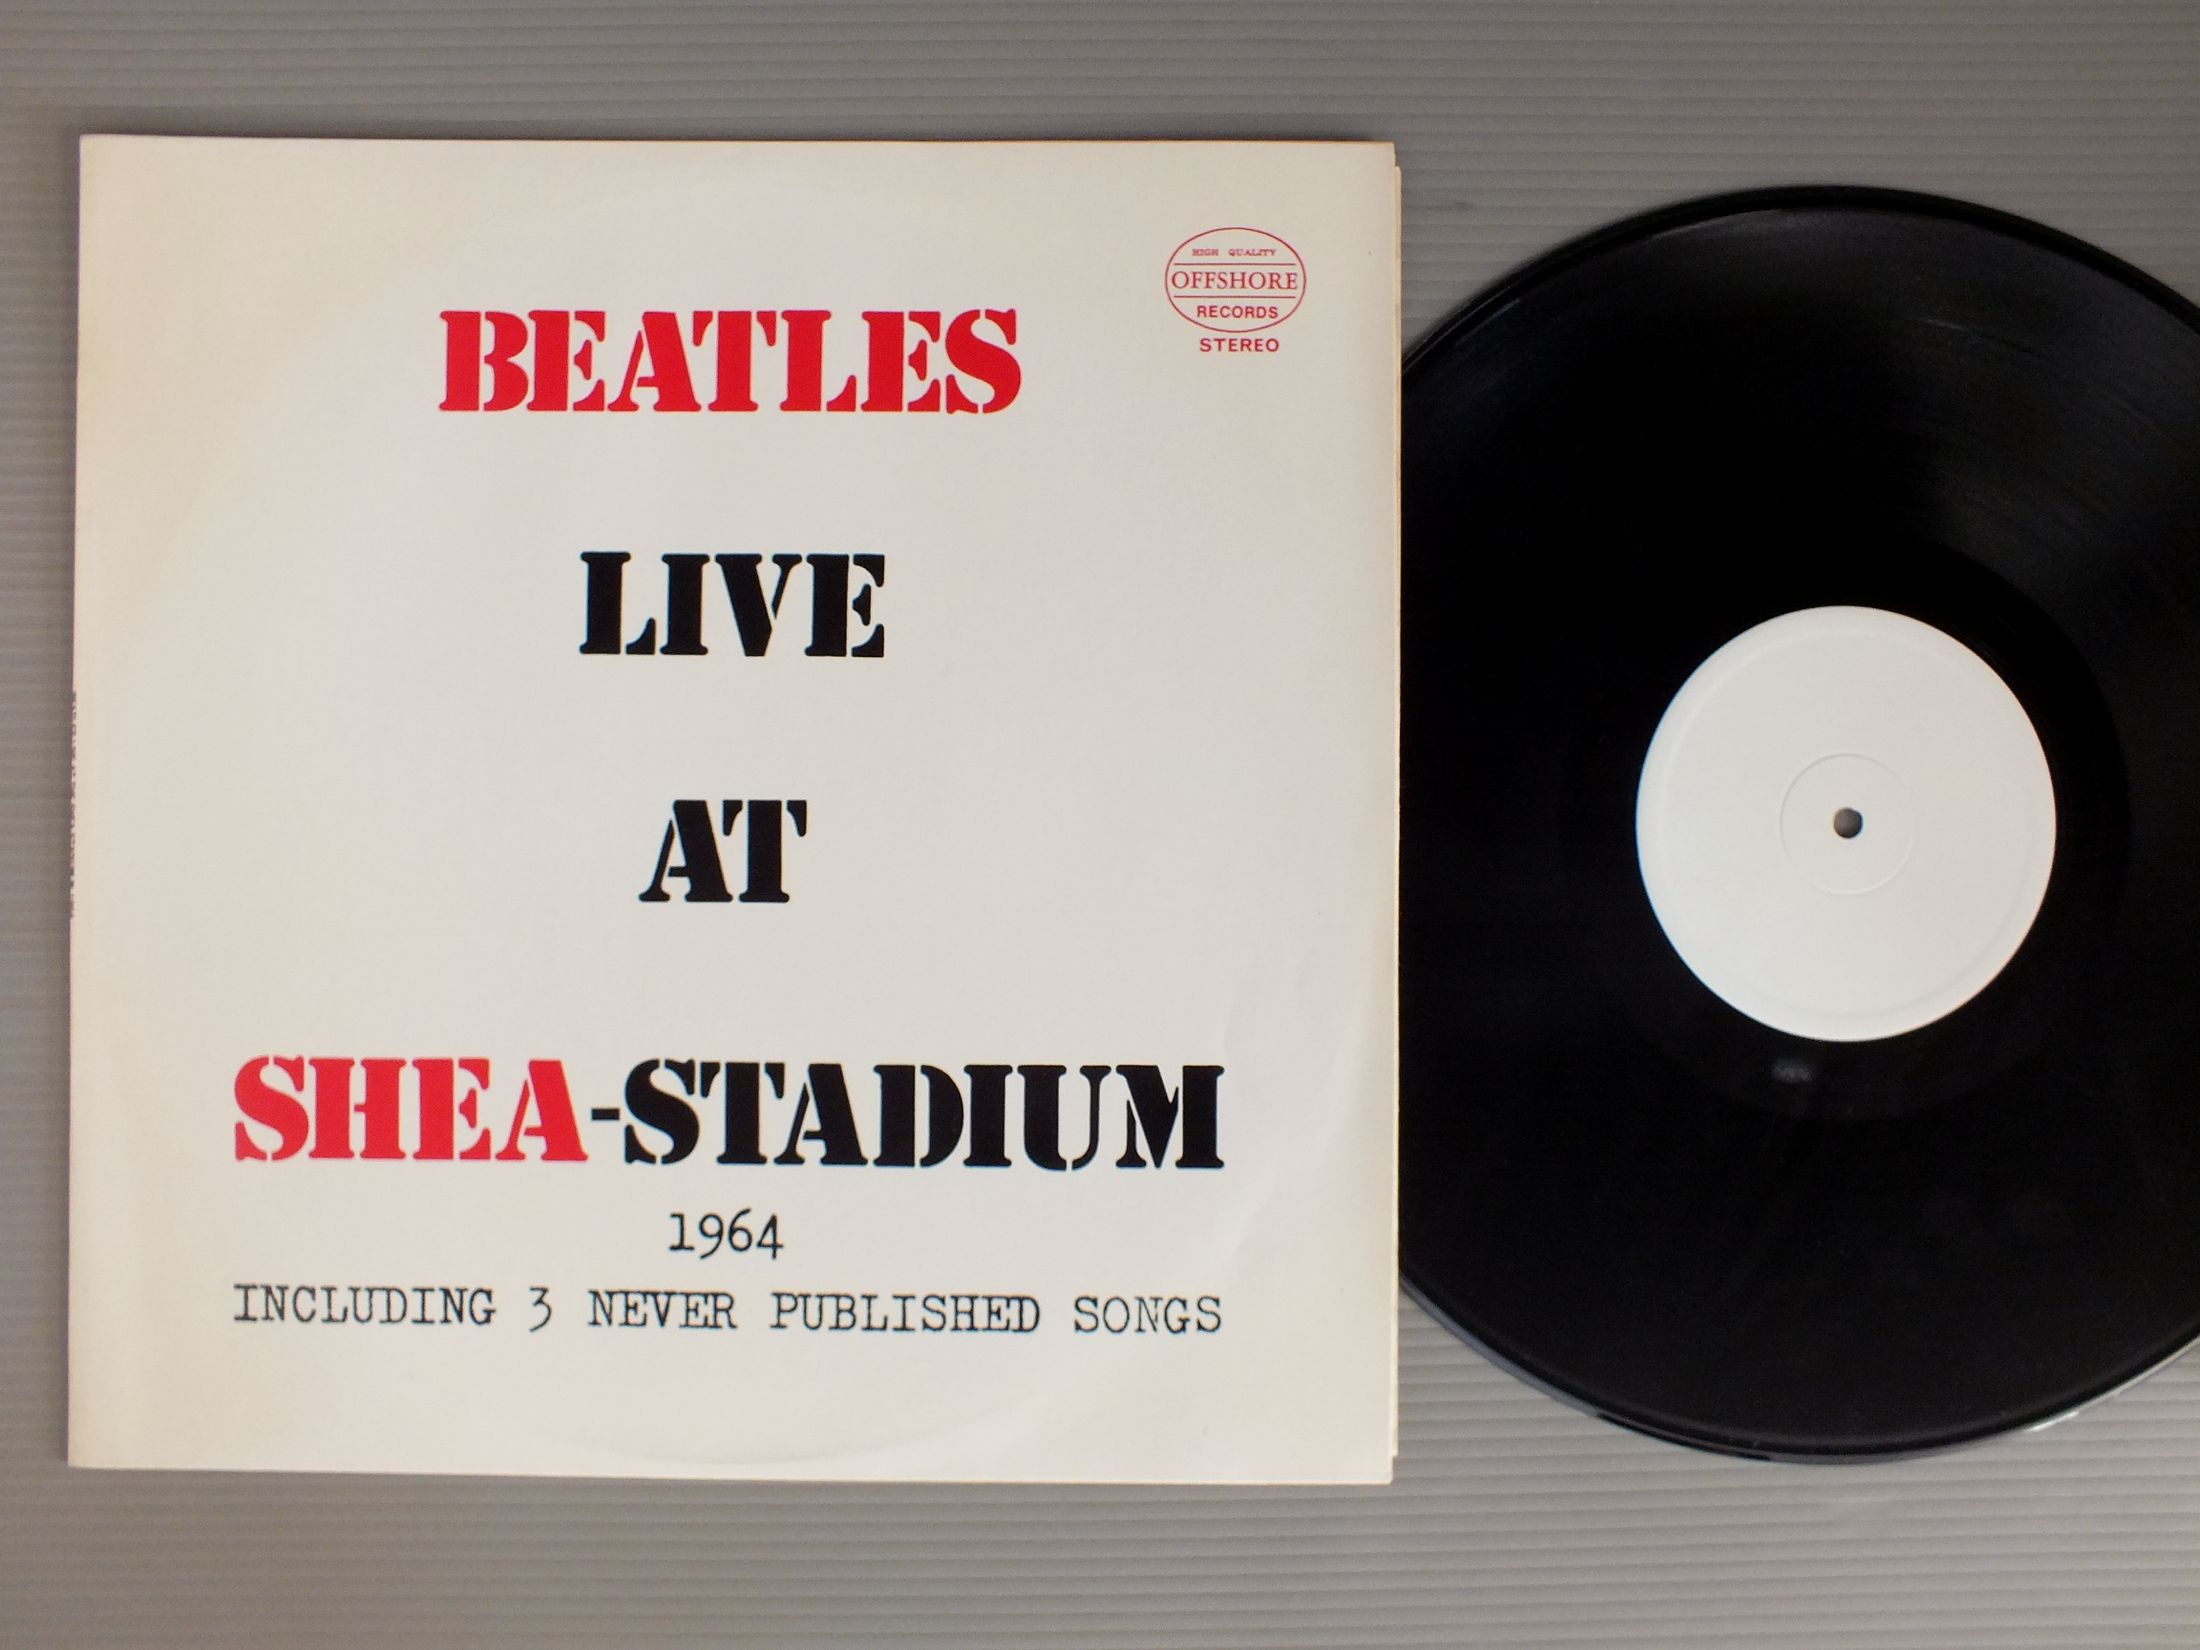 HIGH QUALITY
OFFSHORE
RECORDS
STEREO
BEATLES
LIVE
AT
SHEA-STADIUM
1964
INCLUDING 3 NEVER PUBLISHED SONGS